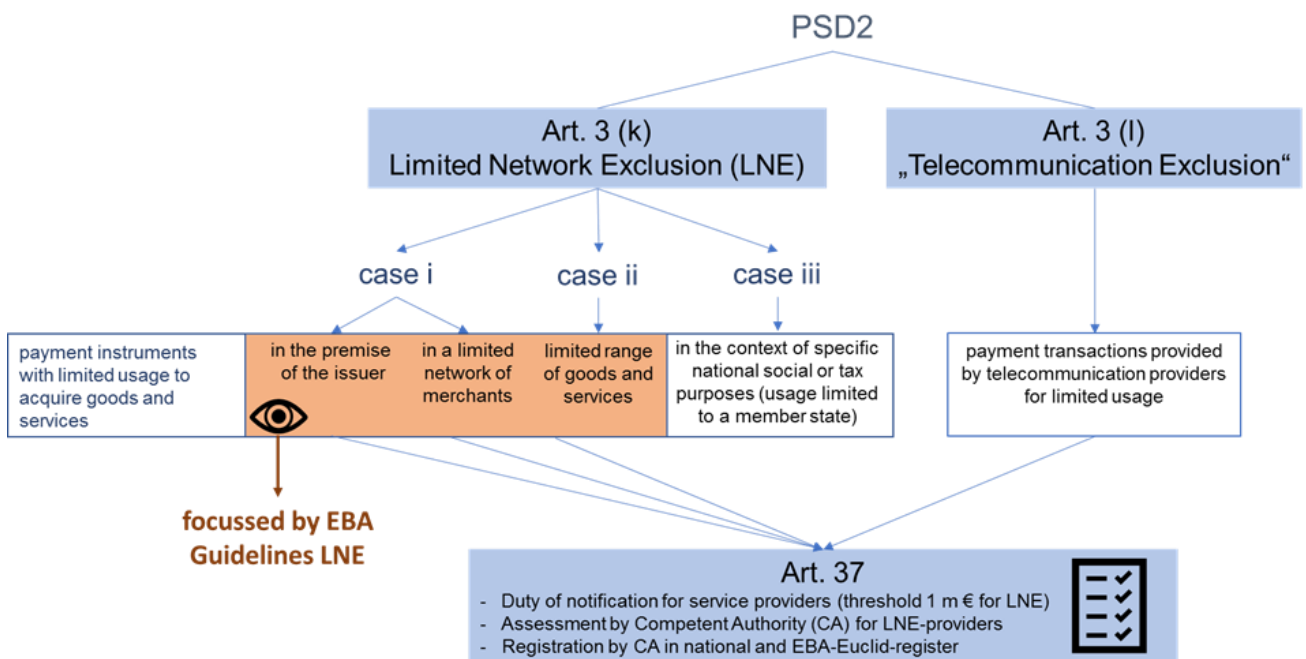 PSD2
Art. 3 (k)
Limited Network Exclusion (LNE)
Art. 3 (l)
„Telecommunication Exclusion“
case i
case ii
case iii
payment instruments
with limited usage to
acquire goods and
services
in the premise
of the issuer
in a limited
network of
merchants
limited range
of goods and
services
in the context of specific
national social or tax
purposes (usage limited
to a member state)
payment transactions provided
by telecommunication providers
for limited usage
focussed by EBA
Guidelines LNE
Art. 37
- Duty of notification for service providers (threshold 1 m € for LNE)
- Assessment by Competent Authority (CA) for LNE-providers
- Registration by CA in national and EBA-Euclid-register